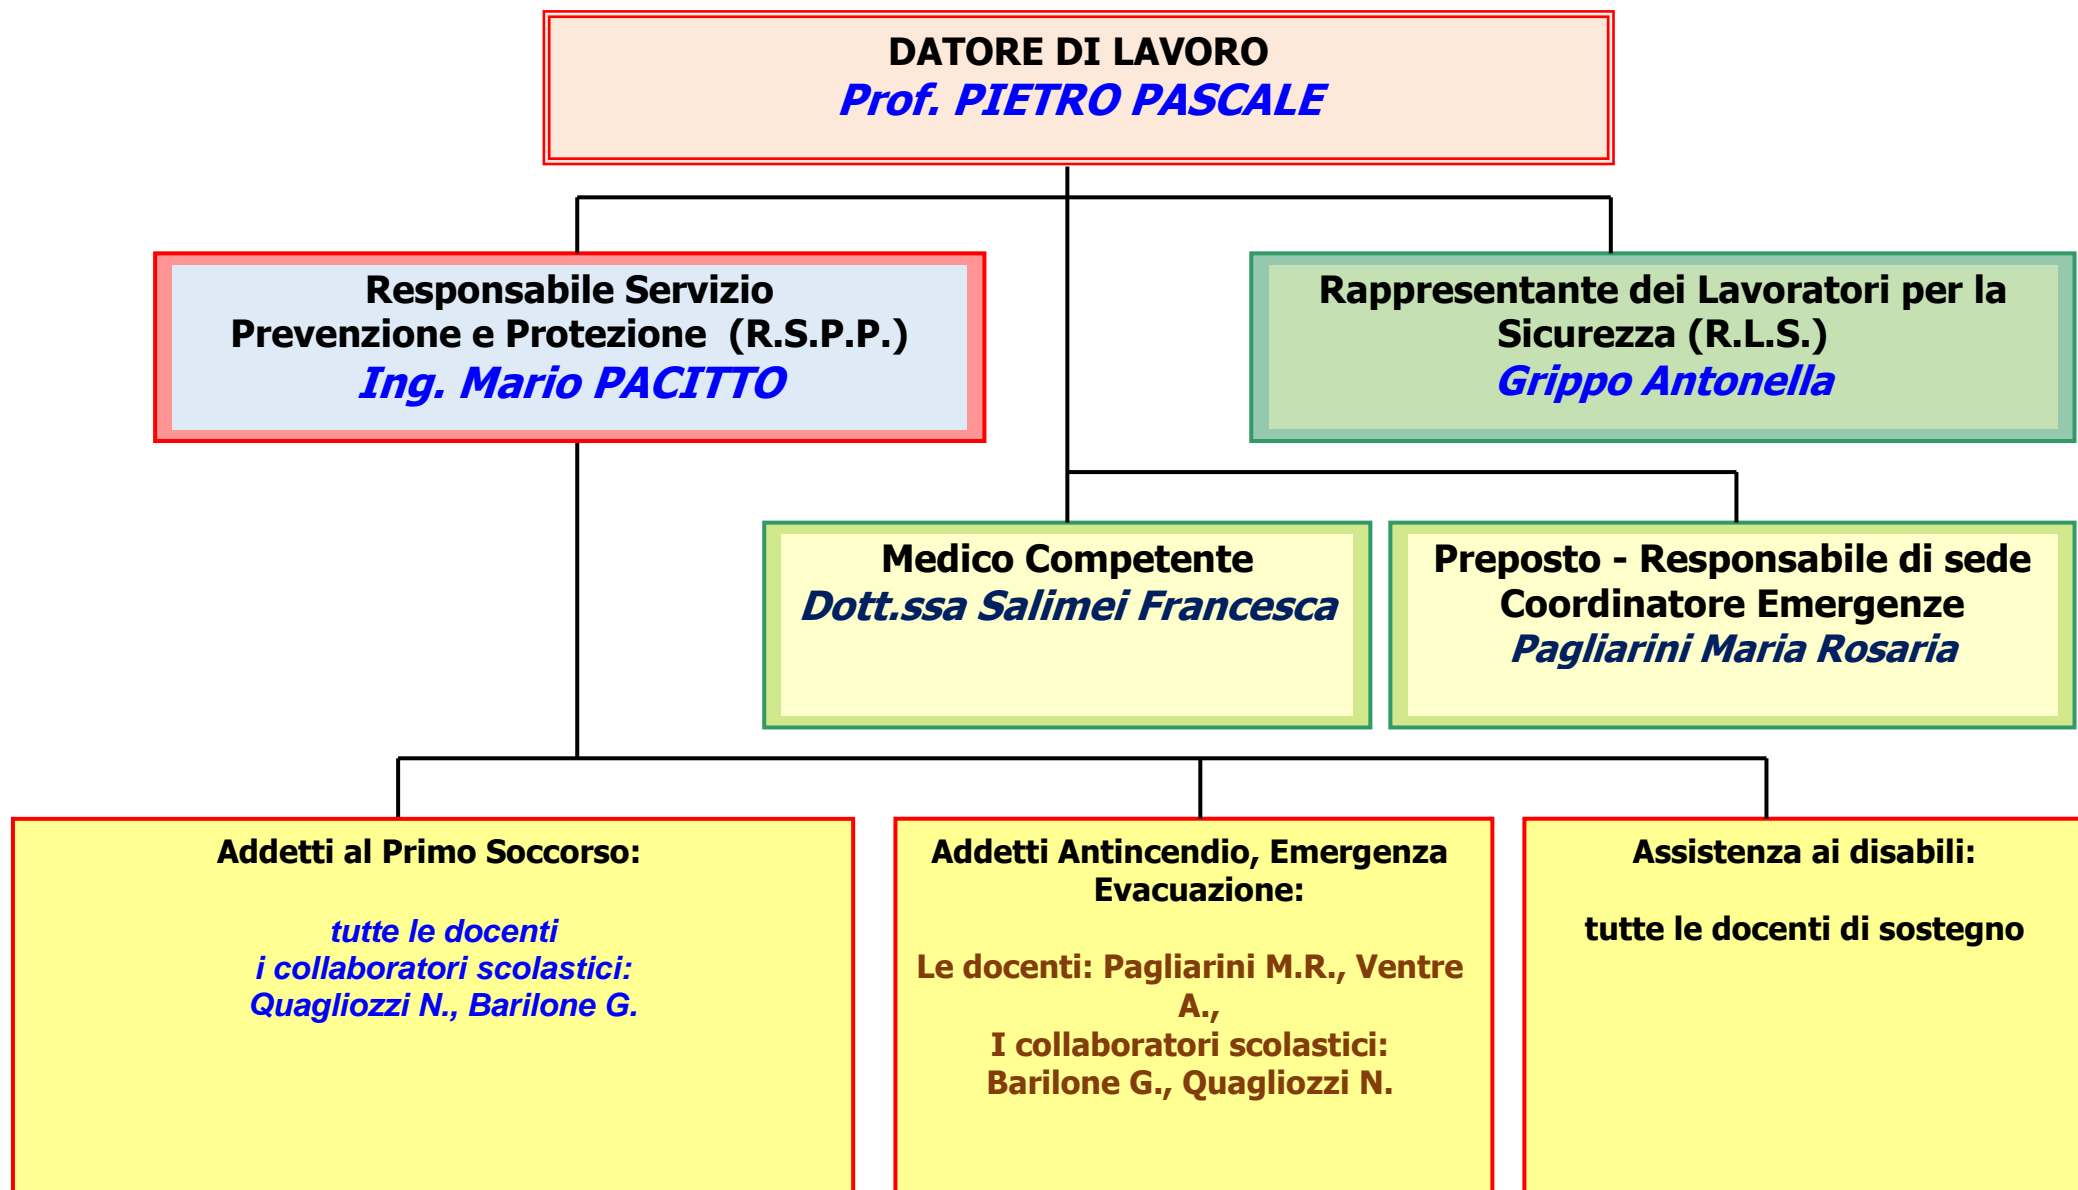 DATORE DI LAVORO
Prof. PIETRO PASCALE
Responsabile Servizio
Prevenzione e Protezione (R.S.P.P.)
Ing. Mario PACITTO
Rappresentante dei Lavoratori per la
Sicurezza (R.L.S.)
Grippo Antonella
Medico Competente
Dott.ssa Salimei Francesca
Preposto - Responsabile di sede
Coordinatore Emergenze
Pagliarini Maria Rosaria
Addetti al Primo Soccorso:
tutte le docenti
i collaboratori scolastici:
Quagliozzi N., Barilone G.
Addetti Antincendio, Emergenza
Evacuazione:
Le docenti: Pagliarini M.R., Ventre
A.,
I collaboratori scolastici:
Barilone G., Quagliozzi N.
Assistenza ai disabili:
tutte le docenti di sostegno